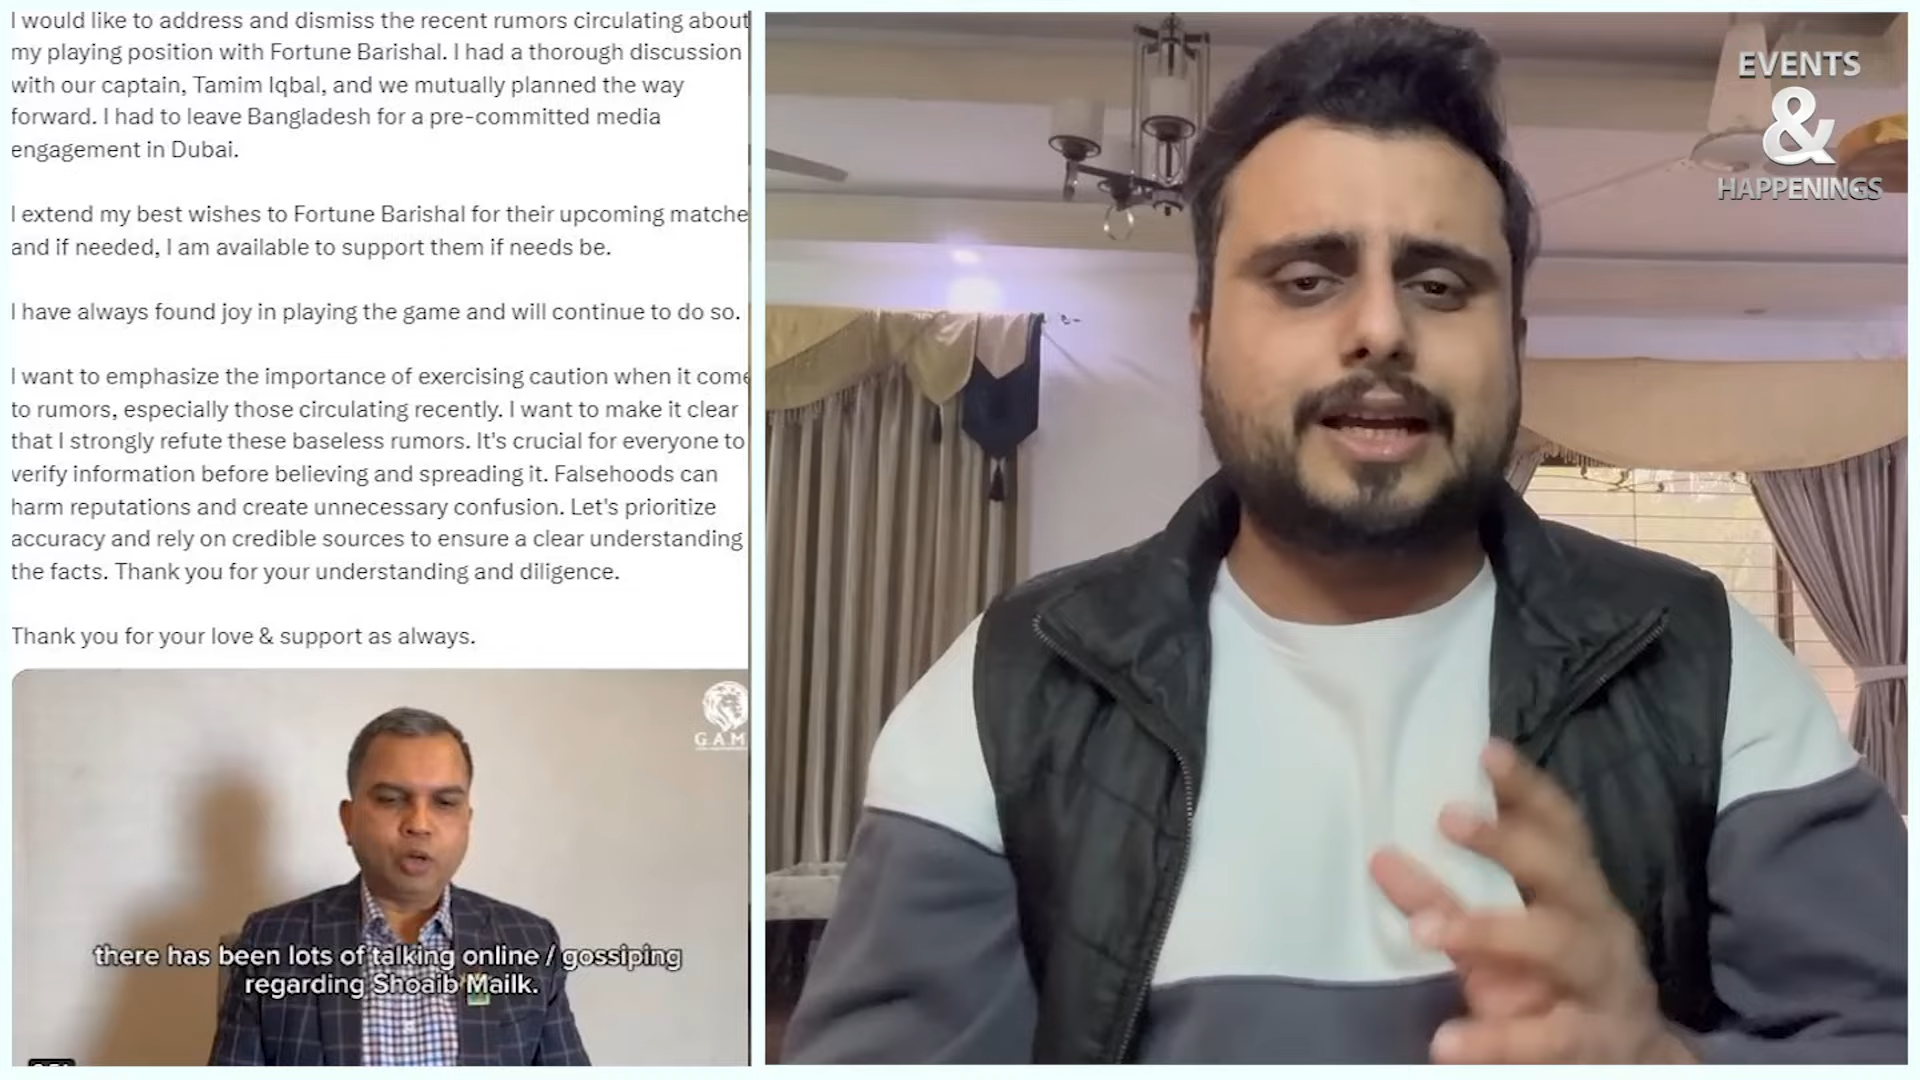 I would like to address and dismiss the recent rumors circulating about
my playing position with Fortune Barishal. I had a thorough discussion
with our captain, Tamim Iqbal, and we mutually planned the way
forward. I had to leave Bangladesh for a pre-committed media
engagement in Dubai.
I extend my best wishes to Fortune Barishal for their upcoming matche
and if needed, I am available to support them if needs be.
I have always found joy in playing the game and will continue to do so.
I want to emphasize the importance of exercising caution when it come
to rumors, especially those circulating recently. I want to make it clear
that I strongly refute these baseless rumors. It's crucial for everyone to
verify information before believing and spreading it. Falsehoods can
harm reputations and create unnecessary confusion. Let's prioritize
accuracy and rely on credible sources to ensure a clear understanding
the facts. Thank you for your understanding and diligence.
Thank you for your love & support as always.
GAM
there has been lots of talking online / gossiping
regarding Shoaib Mailk.
EVENTS
&
HAPPENINGS